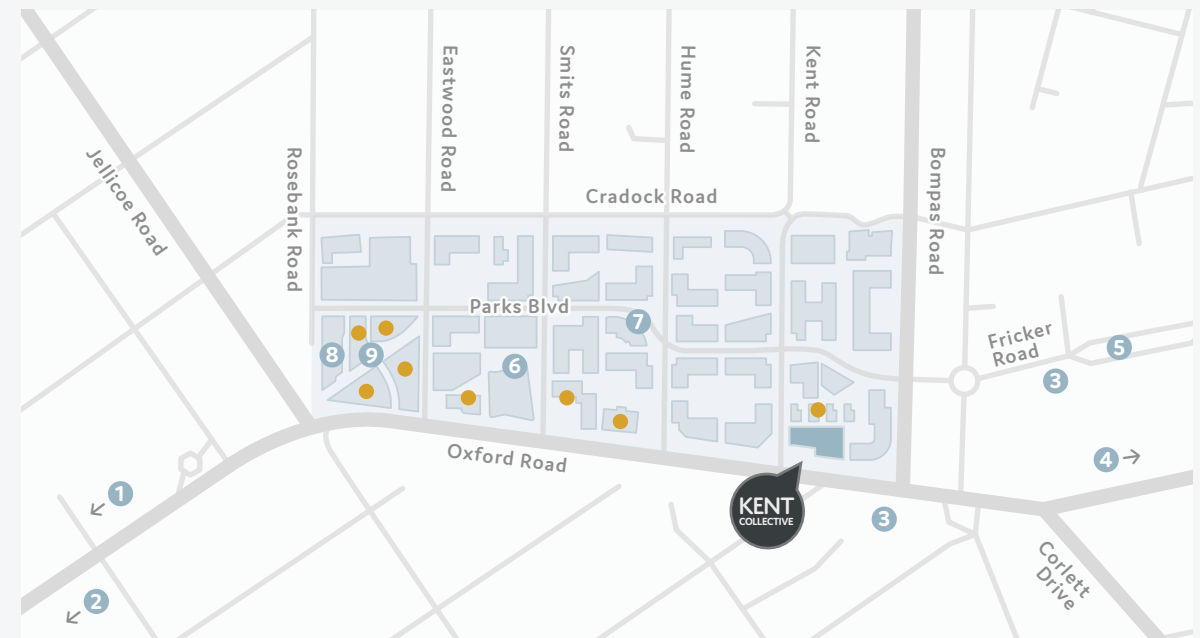 Jellicoe Road
Rosebank Road
Eastwood Road
Smits Road
Hume Road
Kent Road
Bompas Road
Cradock Road
Parks Blvd
7
8
9
6
Fricker
Road
5
3
4
Oxford Road
KENT
COLLECTIVE
3
1
2
Corlett
Drive